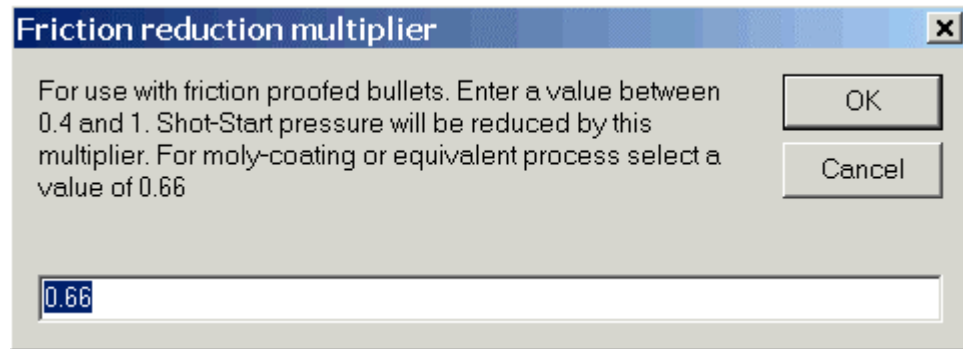 Friction reduction multiplier
For use with friction proofed bullets. Enter a value between
0.4 and 1. Shot-Start pressure will be reduced by this
multiplier. For moly-coating or equivalent process select a
value of 0.66
OK
Cancel
0.66